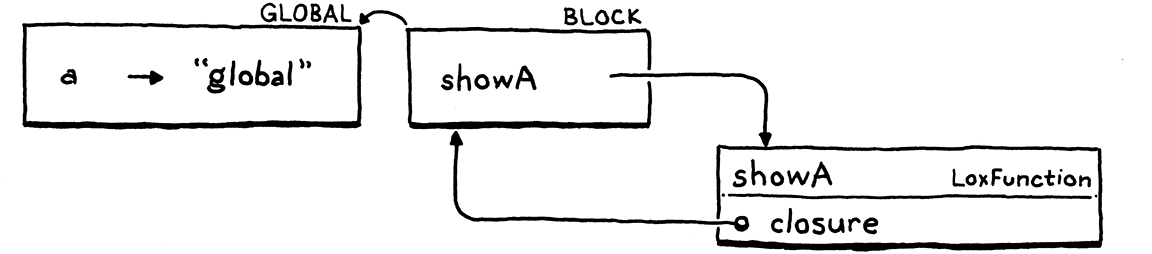 GLOBAL
a → “global”
BLOCK
showA
showA LoxFunction
closure